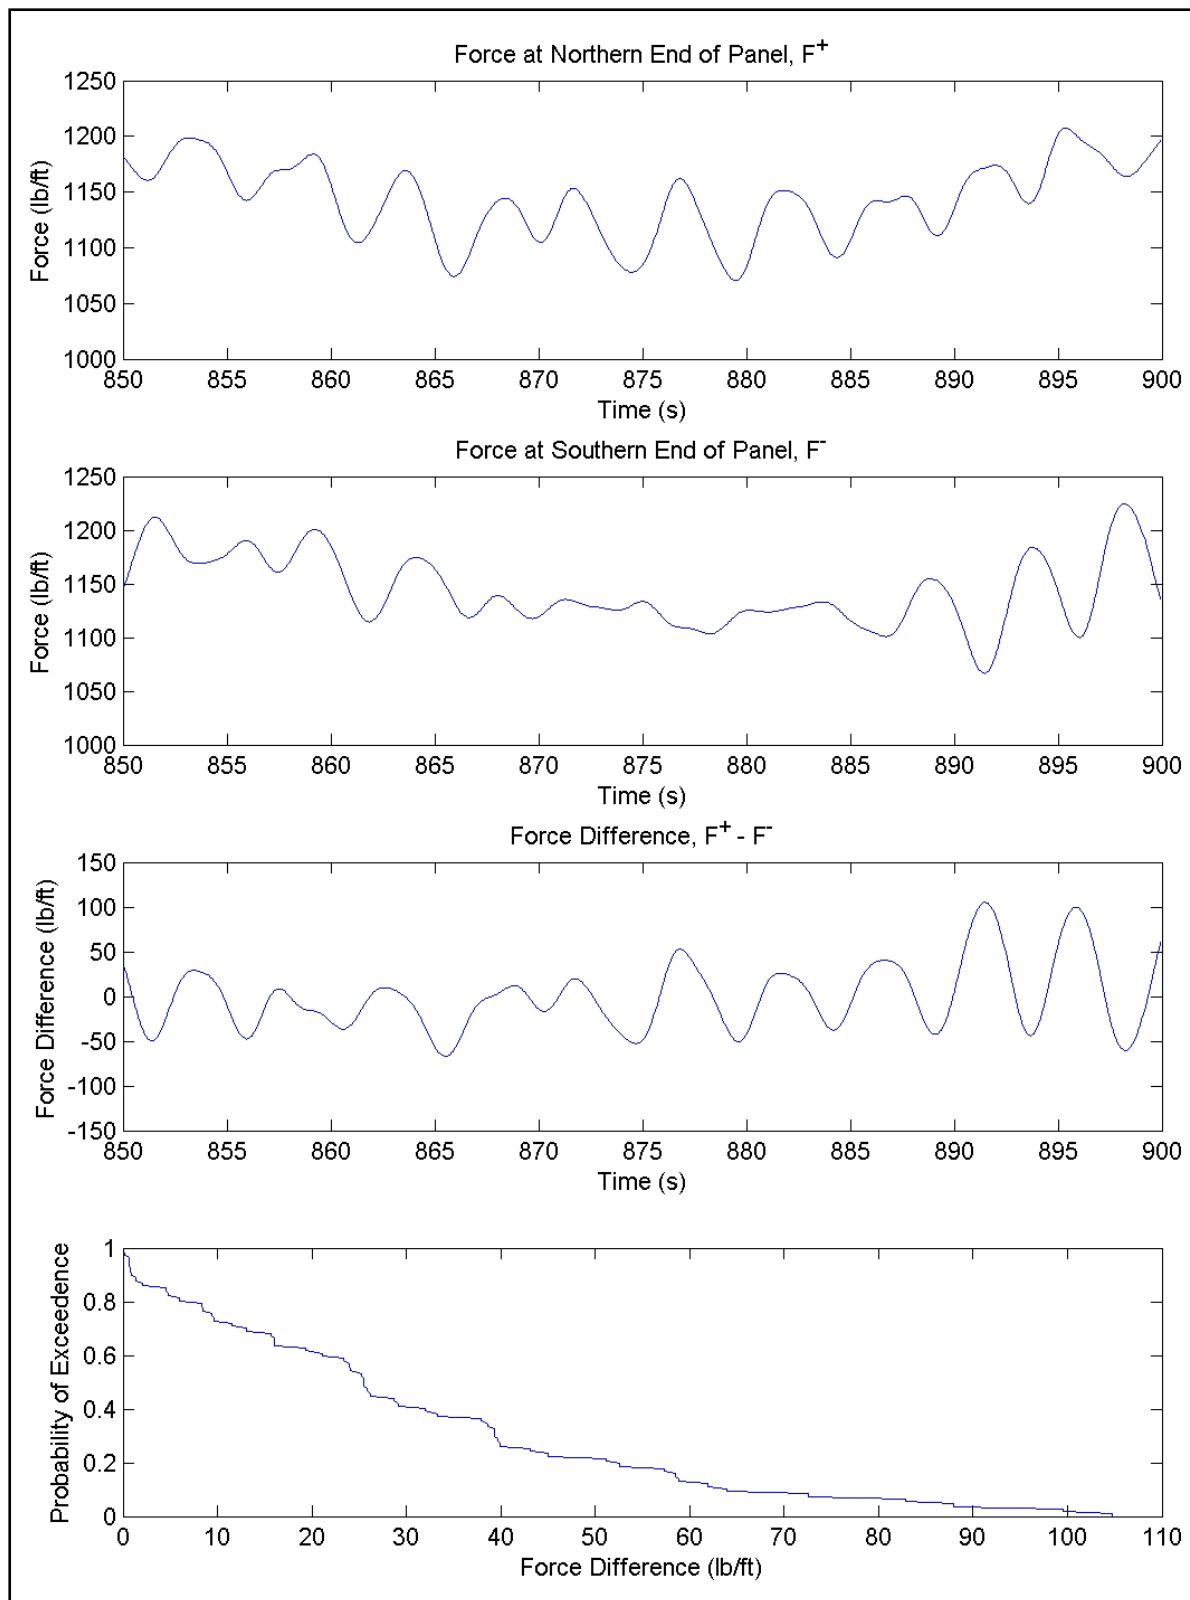 Force at Northern End of Panel, F+
Force (lb/ft)
1250
1200
1150
1100
1050
1000
850 855 860 865 870 875 880 885 890 895 900
Time (s)
Force at Southern End of Panel, F-
Force (lb/ft)
1250
1200
1150
1100
1050
1000
850 855 860 865 870 875 880 885 890 895 900
Time (s)
Force Difference, F+ - F-
Force Difference (lb/ft)
150
100
50
0
-50
-100
-150
850 855 860 865 870 875 880 885 890 895 900
Time (s)
Probability of Exceedence
1
0.8
0.6
0.4
0.2
0
0 10 20 30 40 50 60 70 80 90 100 110
Force Difference (lb/ft)